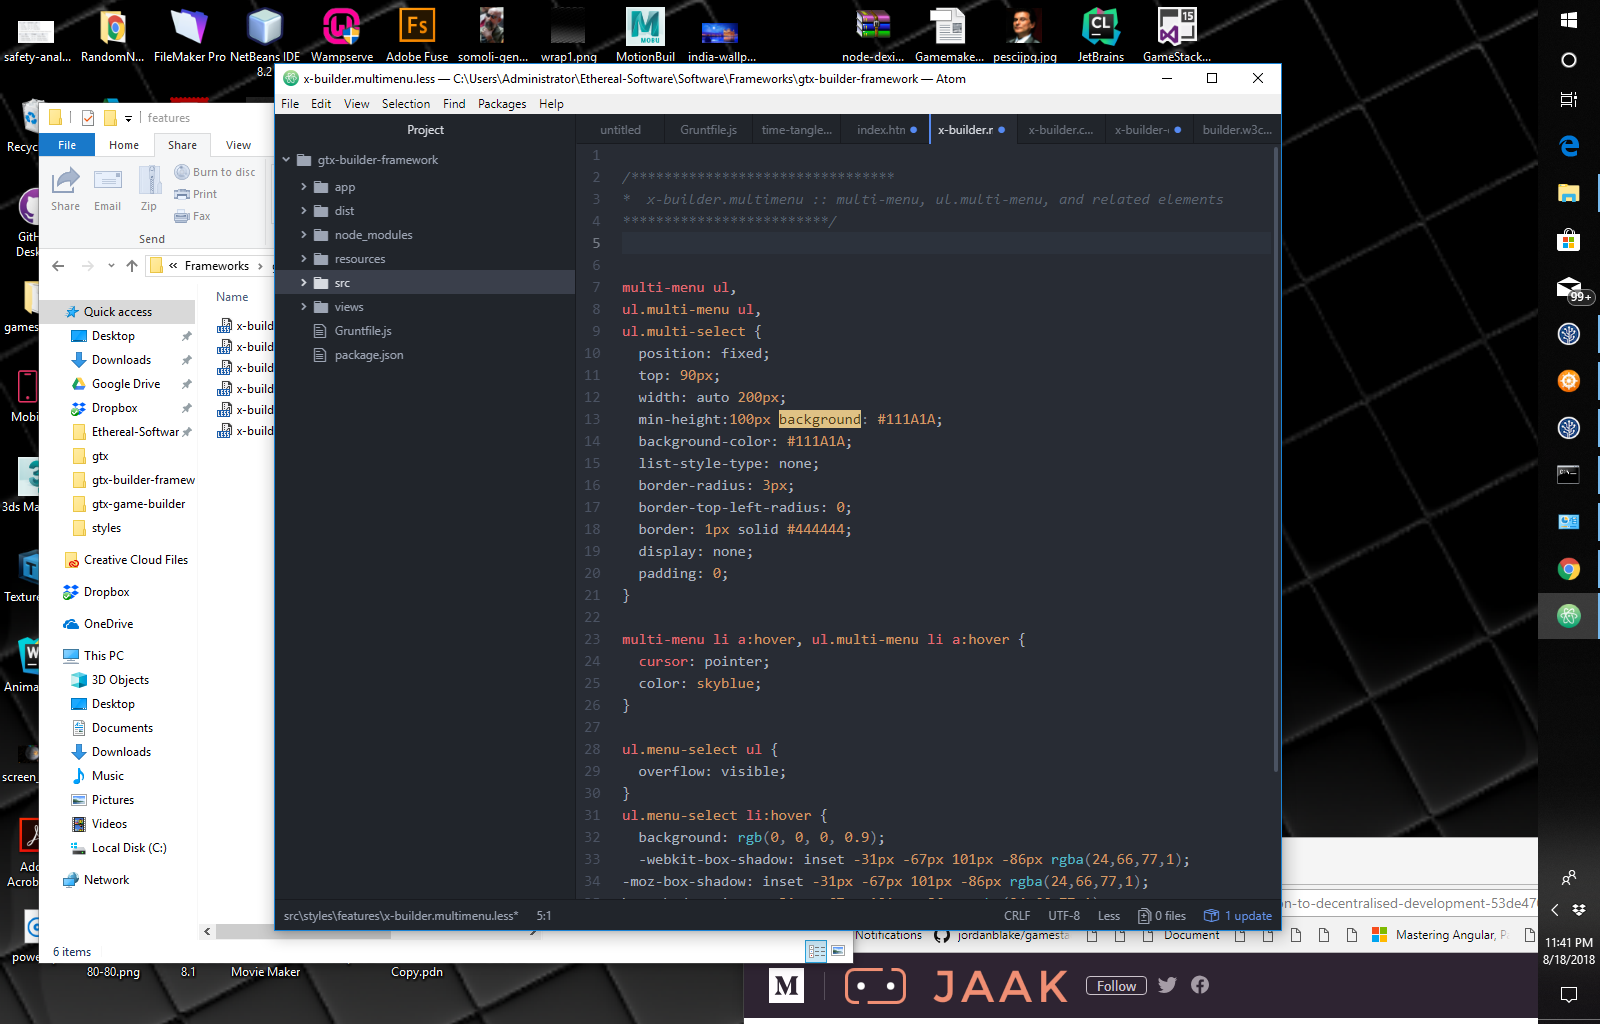 safety-anal...
RandomN...
FileMaker Pro
NetBeans IDE
8.2
Wampserve
Adobe Fuse
somoli-gen...
wrap1.png
MotionBuil
india-wallp...
node-dexi...
Gamemake...
pescijpg.jpg
JetBrains
GameStack...
Fs
MOBU
CL
15
x-builder.multimenu.less — C:\Users\Administrator\Ethereal-Software\Software\Frameworks\gtx-builder-framework — Atom
File Edit View Selection Find Packages Help
Project
gtx-builder-framework
app
dist
node_modules
resources
src
views
Gruntfile.js
package.json
untitled
Gruntfile.js
time-tangle...
index.htn
x-builder.r
x-builder.c...
x-builder-
builder.w3c...
1
2 /********************************
3 *  x-builder.multimenu :: multi-menu, ul.multi-menu, and related elements
4 *************************/
5
6
7 multi-menu ul,
8 ul.multi-menu ul,
9 ul.multi-select {
10 position: fixed;
11 top: 90px;
12 width: auto 200px;
13 min-height:100px background: #111A1A;
14 background-color: #111A1A;
15 list-style-type: none;
16 border-radius: 3px;
17 border-top-left-radius: 0;
18 border: 1px solid #444444;
19 display: none;
20 padding: 0;
21 }
22
23 multi-menu li a:hover, ul.multi-menu li a:hover {
24 cursor: pointer;
25 color: skyblue;
26 }
27
28 ul.menu-select ul {
29 overflow: visible;
30 }
31 ul.menu-select li:hover {
32 background: rgb(0, 0, 0, 0.9);
33 -webkit-box-shadow: inset -31px -67px 101px -86px rgba(24,66,77,1);
34 -moz-box-shadow: inset -31px -67px 101px -86px rgba(24,66,77,1);
src\styles\features\x-builder.multimenu.less* 5:1
CRLF UTF-8 Less 0 files 1 update
features
File Home Share View
Share
Email
Zip
Burn to disc
Print
Fax
Send
« Frameworks ›
Name
x-build
x-build
x-build
x-build
x-build
x-build
Quick access
Desktop
Downloads
Google Drive
Dropbox
Ethereal-Softwar
gtx
gtx-builder-framew
gtx-game-builder
styles
Creative Cloud Files
Dropbox
OneDrive
This PC
3D Objects
Desktop
Documents
Downloads
Music
Pictures
Videos
Local Disk (C:)
Network
6 items
Recyc
GitH
Desk
games
Mobi
3ds Ma
Texture
Anima
screen_
Ado
Acrob
powe
80-80.png
8.1
Movie Maker
Copy.pdn
on-to-decentralised-development-53de47
Notifications
jordanblake/gamesta
Document
Mastering Angular, P
M
JAAK
Follow
99+
11:41 PM
8/18/2018